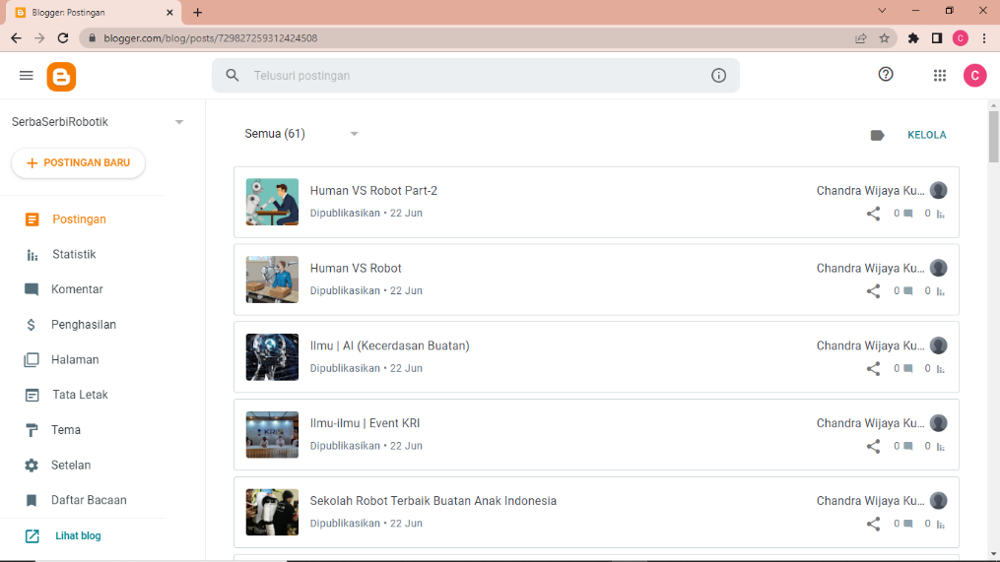 Blogger: Postingan
blogger.com/blog/posts/729827259312424508
C
Telusuri postingan
C
SerbaSerbiRobotik
POSTINGAN BARU
Postingan
Statistik
Komentar
Penghasilan
Halaman
Tata Letak
Tema
Setelan
Daftar Bacaan
Lihat blog
Semua (61)
KELOLA
Human VS Robot Part-2
Chandra Wijaya Ku...
Dipublikasikan • 22 Jun
0 0
Human VS Robot
Chandra Wijaya Ku...
Dipublikasikan • 22 Jun
0 0
Ilmu | AI (Kecerdasan Buatan)
Chandra Wijaya Ku...
Dipublikasikan • 22 Jun
0 0
KRI
Ilmu-ilmu | Event KRI
Chandra Wijaya Ku...
Dipublikasikan • 22 Jun
0 0
Sekolah Robot Terbaik Buatan Anak Indonesia
Chandra Wijaya Ku...
Dipublikasikan • 22 Jun
0 0